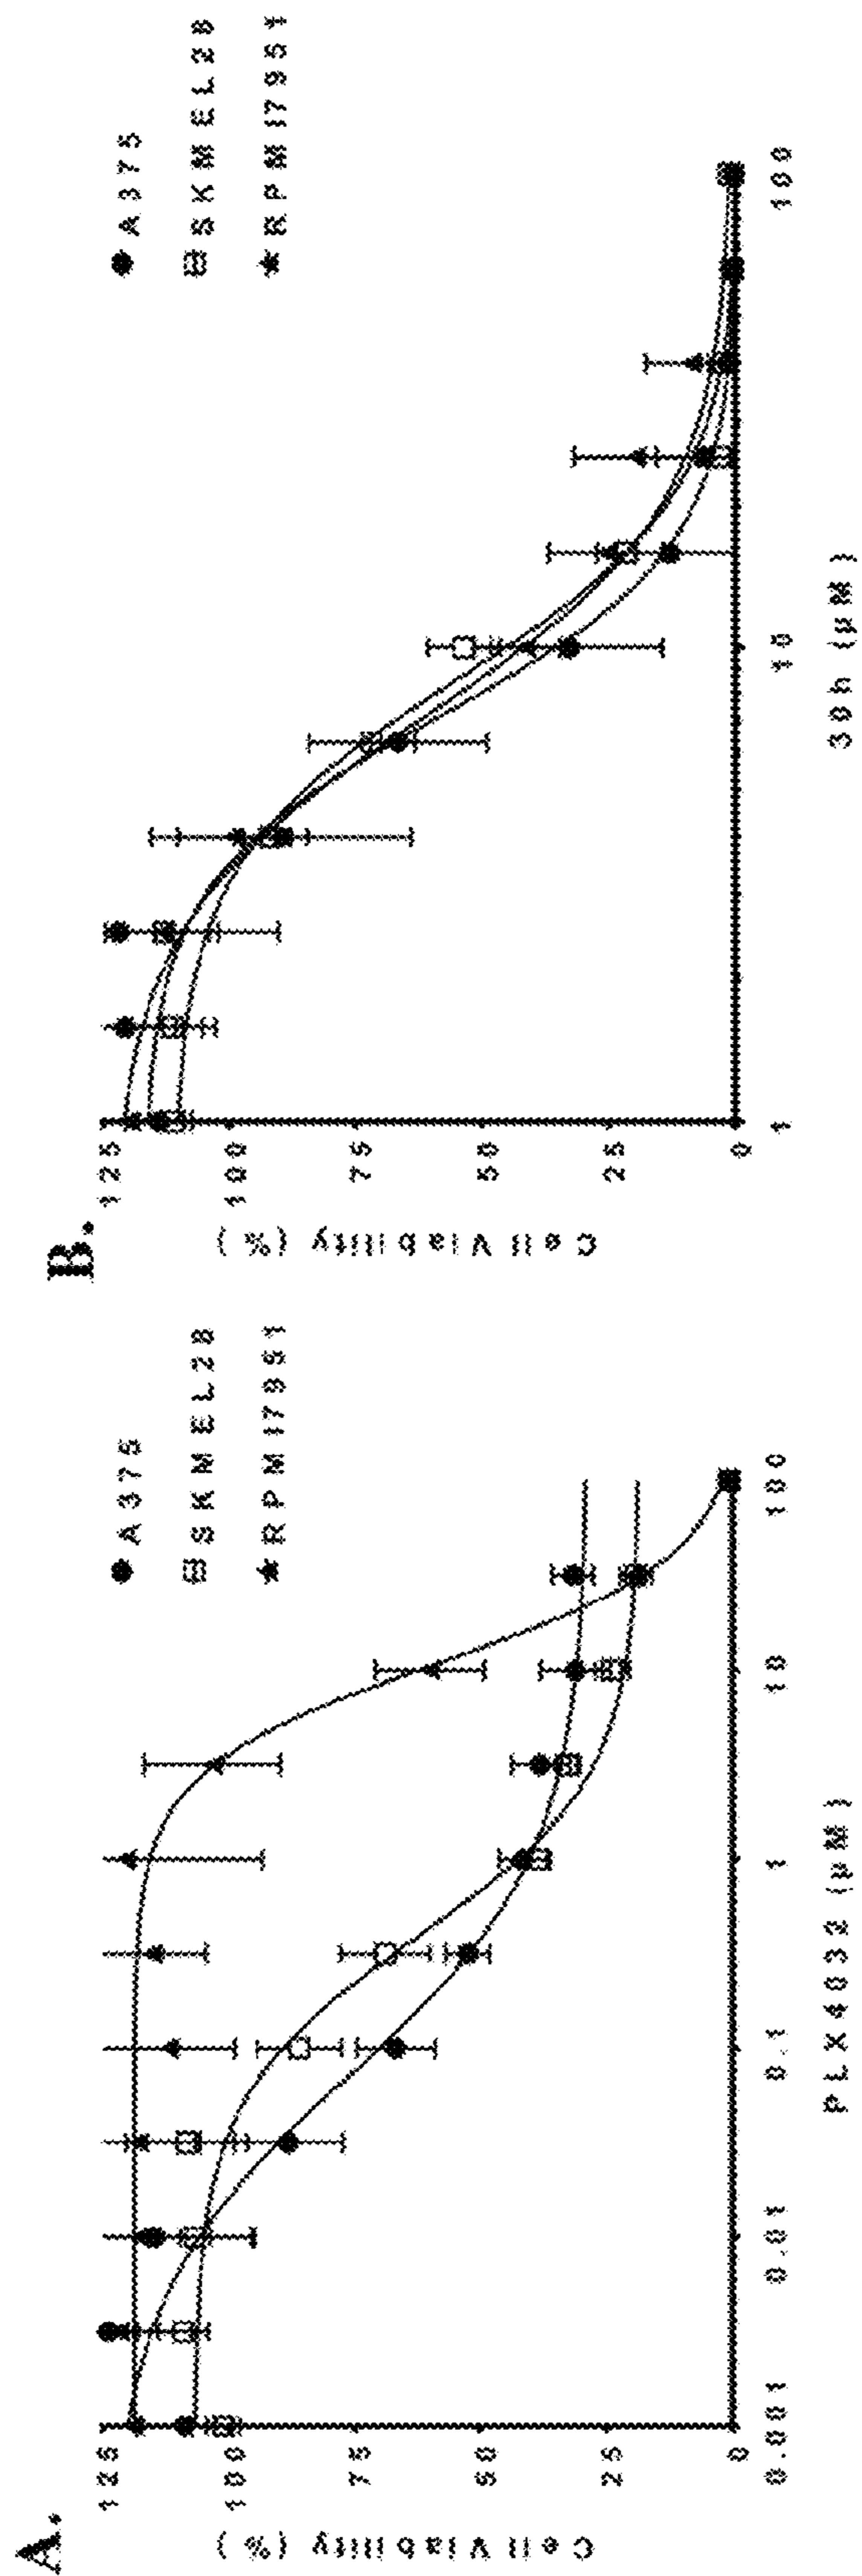 A.
Cell Viability (%)
125
100
75
50
25
0
0.001
0.01
0.1
1
10
100
PLX4032 (μM)
A375
SKMEL28
RPMI7951
B.
Cell Viability (%)
125
100
75
50
25
0
1
10
100
30h (μM)
A375
SKMEL28
RPMI7951